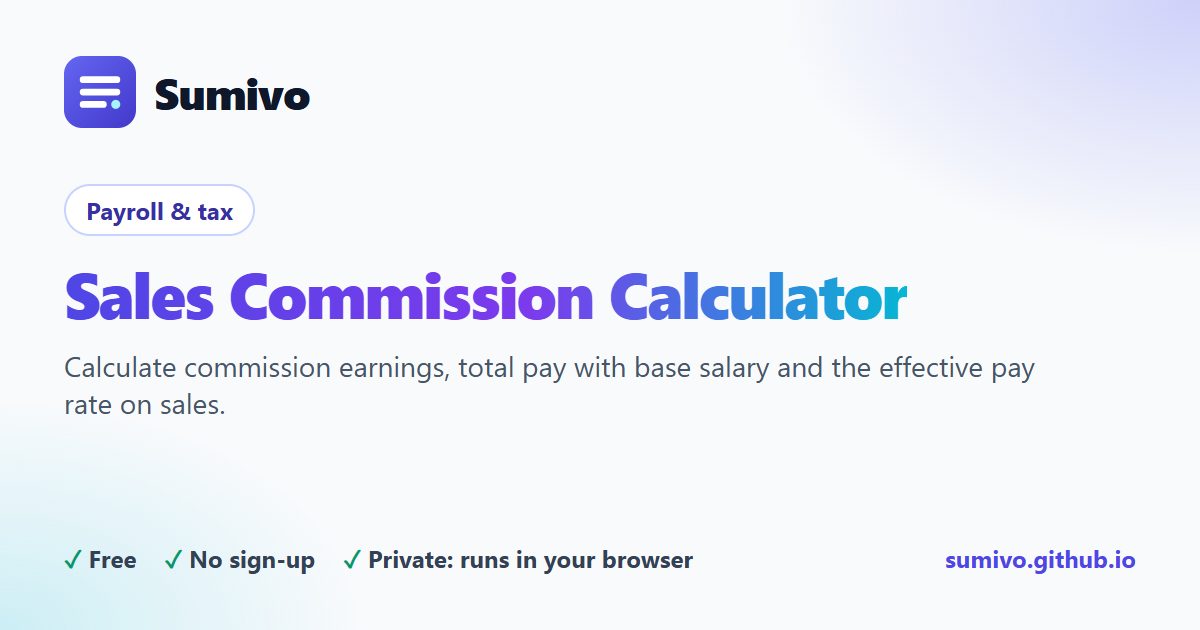 Sumivo
Payroll & tax
Sales Commission Calculator
Calculate commission earnings, total pay with base salary and the effective pay
rate on sales.
✓ Free ✓ No sign-up ✓ Private: runs in your browser
sumivo.github.io